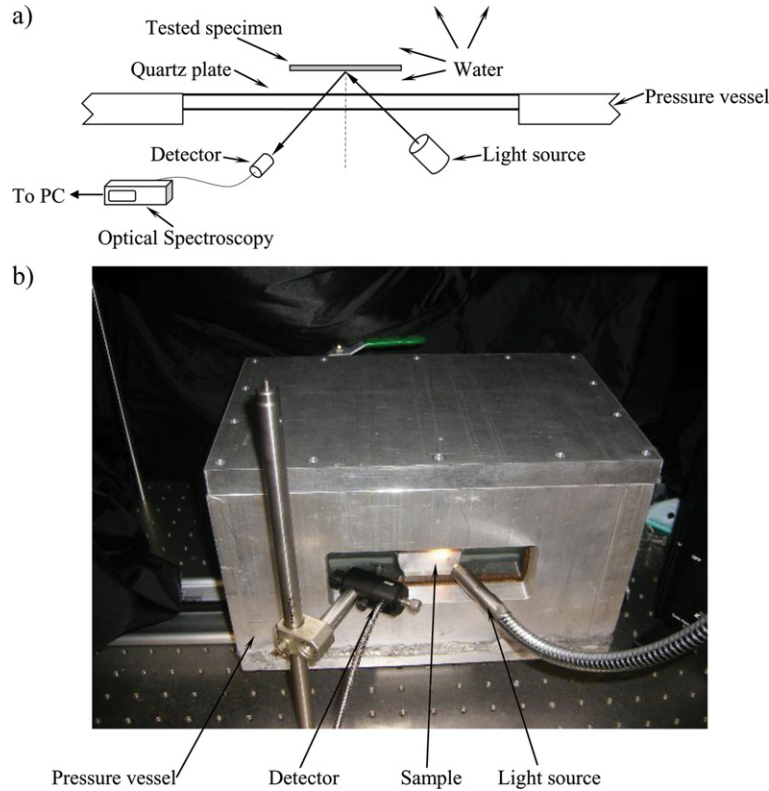 a)
Tested specimen
Quartz plate
Water
Pressure vessel
Detector
Light source
To PC
Optical Spectroscopy
b)
Pressure vessel
Detector
Sample
Light source